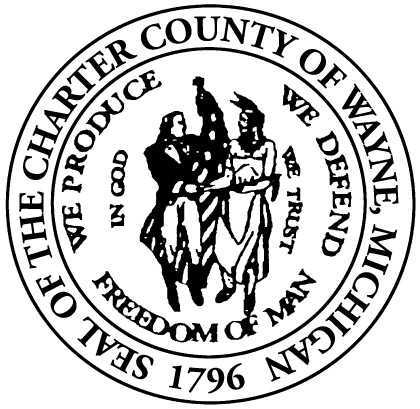 SEAL OF THE CHARTER COUNTY OF WAYNE, MICHIGAN
1796
WE PRODUCE
WE DEFEND
IN GOD
WE TRUST
FREEDOM OF MAN